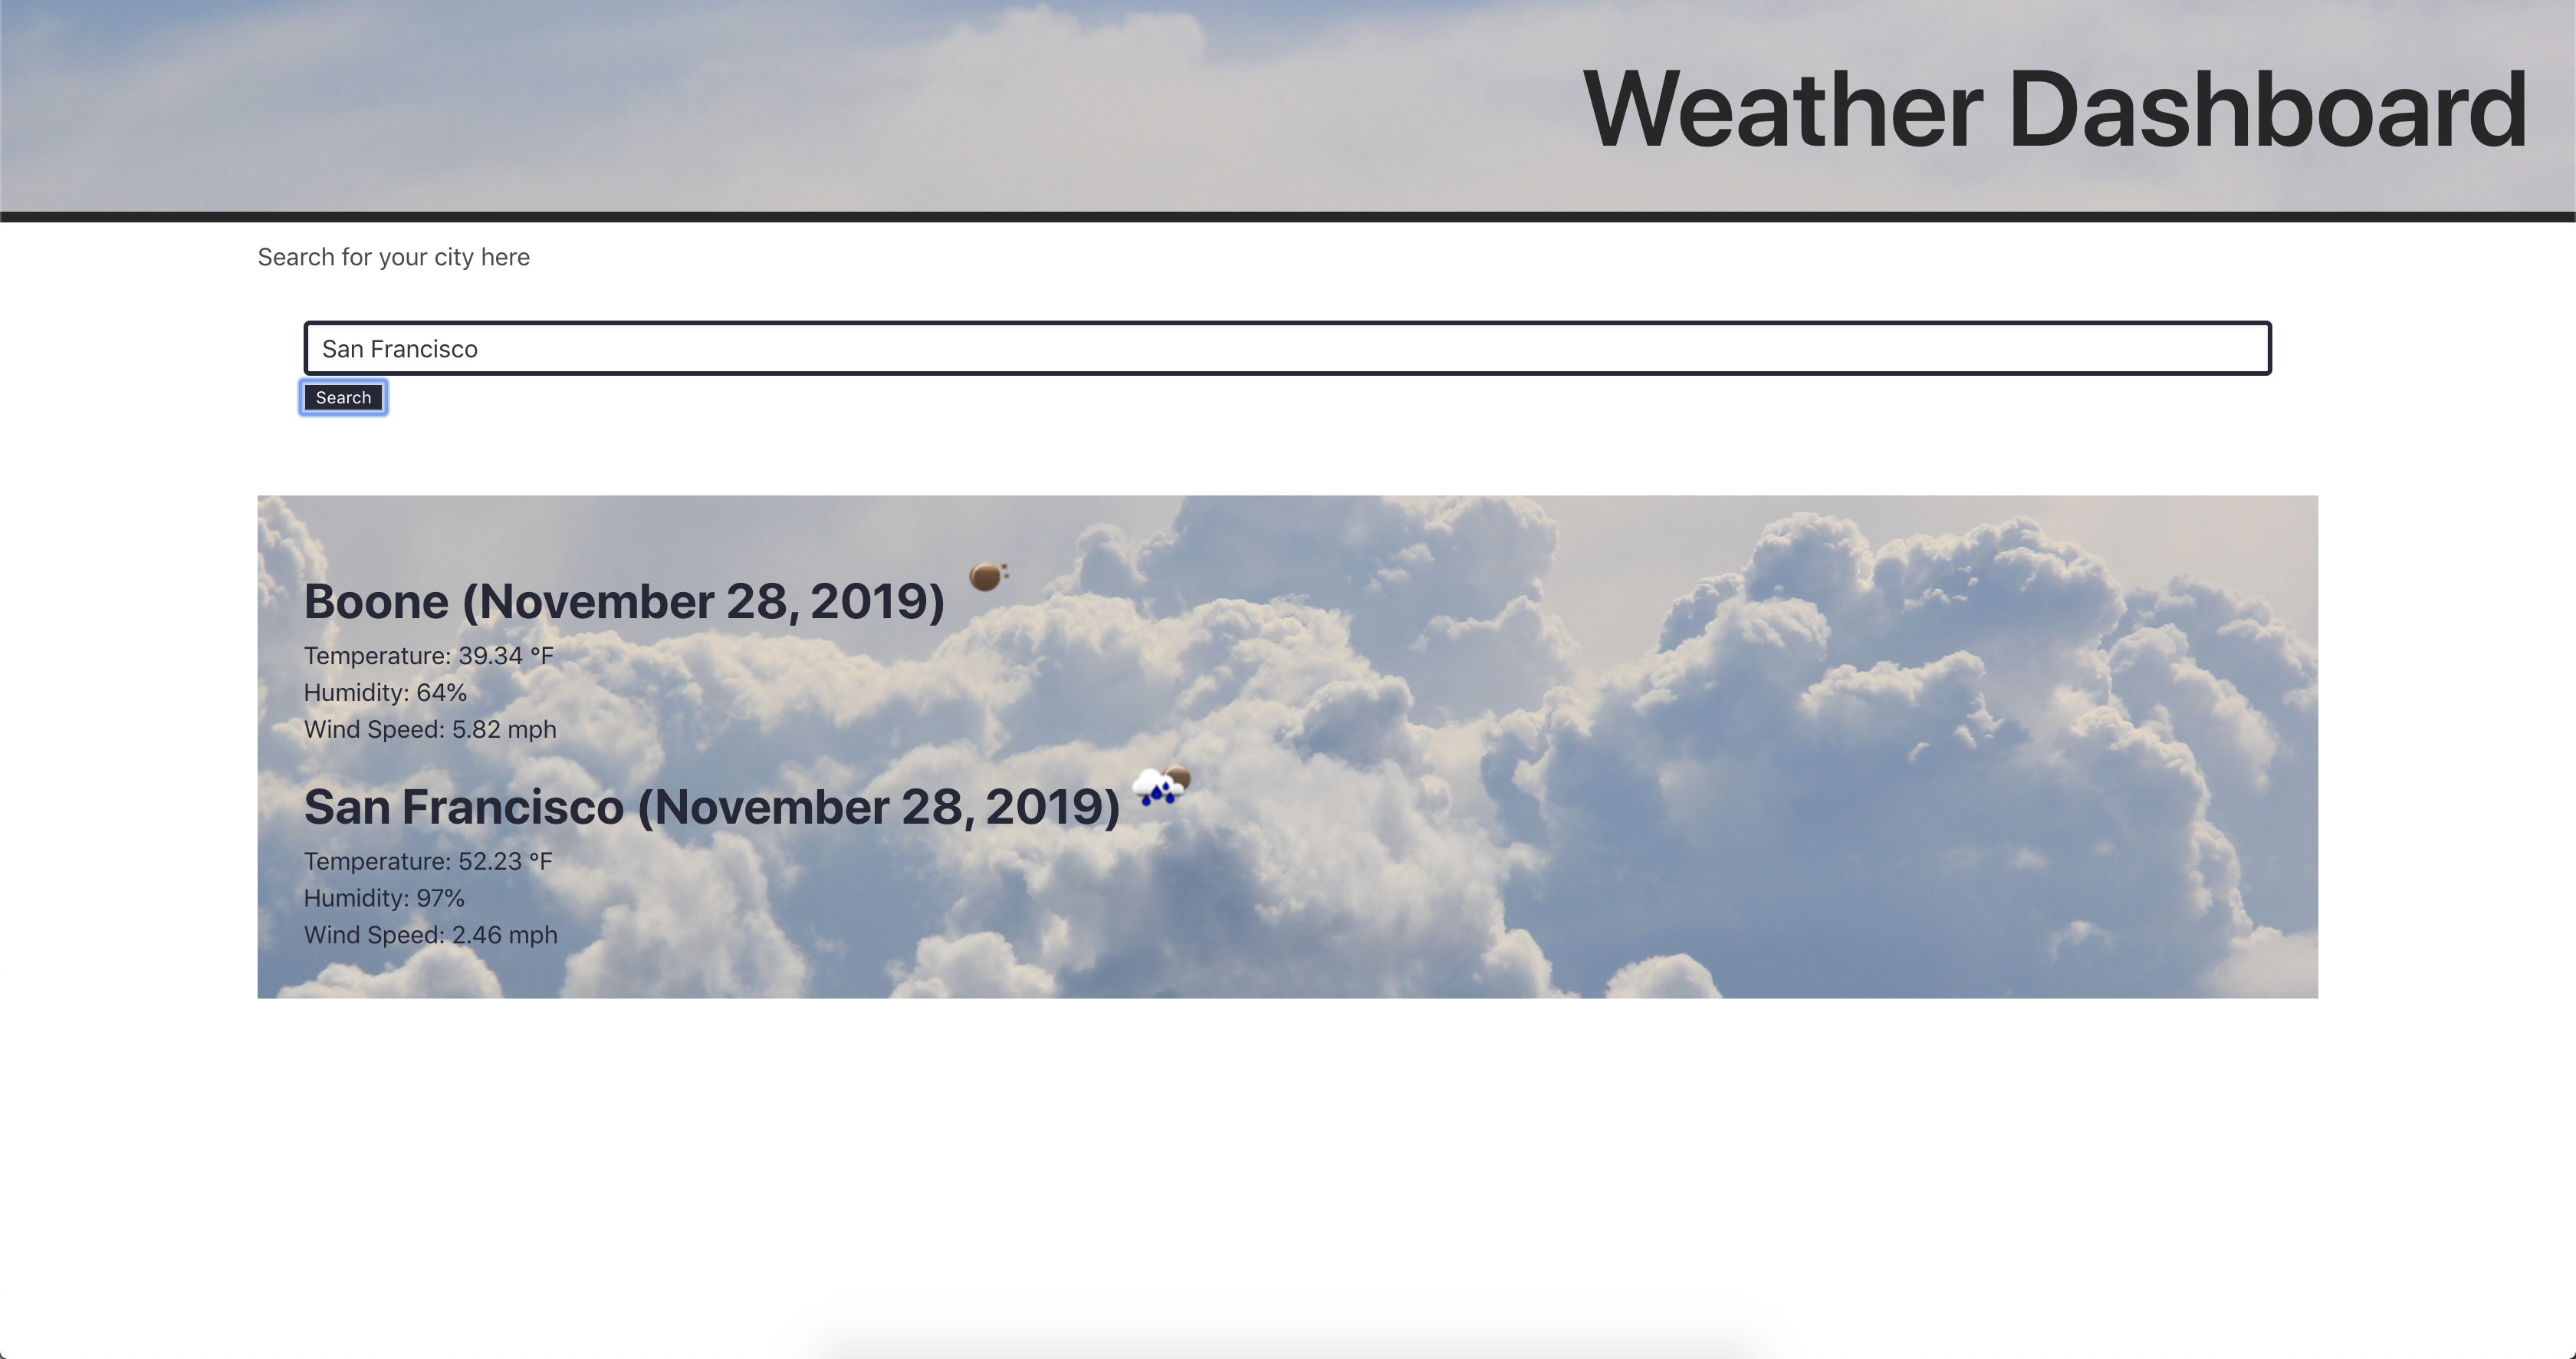 Weather Dashboard
Search for your city here
San Francisco
Search
Boone (November 28, 2019)
Temperature: 39.34 °F
Humidity: 64%
Wind Speed: 5.82 mph
San Francisco (November 28, 2019)
Temperature: 52.23 °F
Humidity: 97%
Wind Speed: 2.46 mph